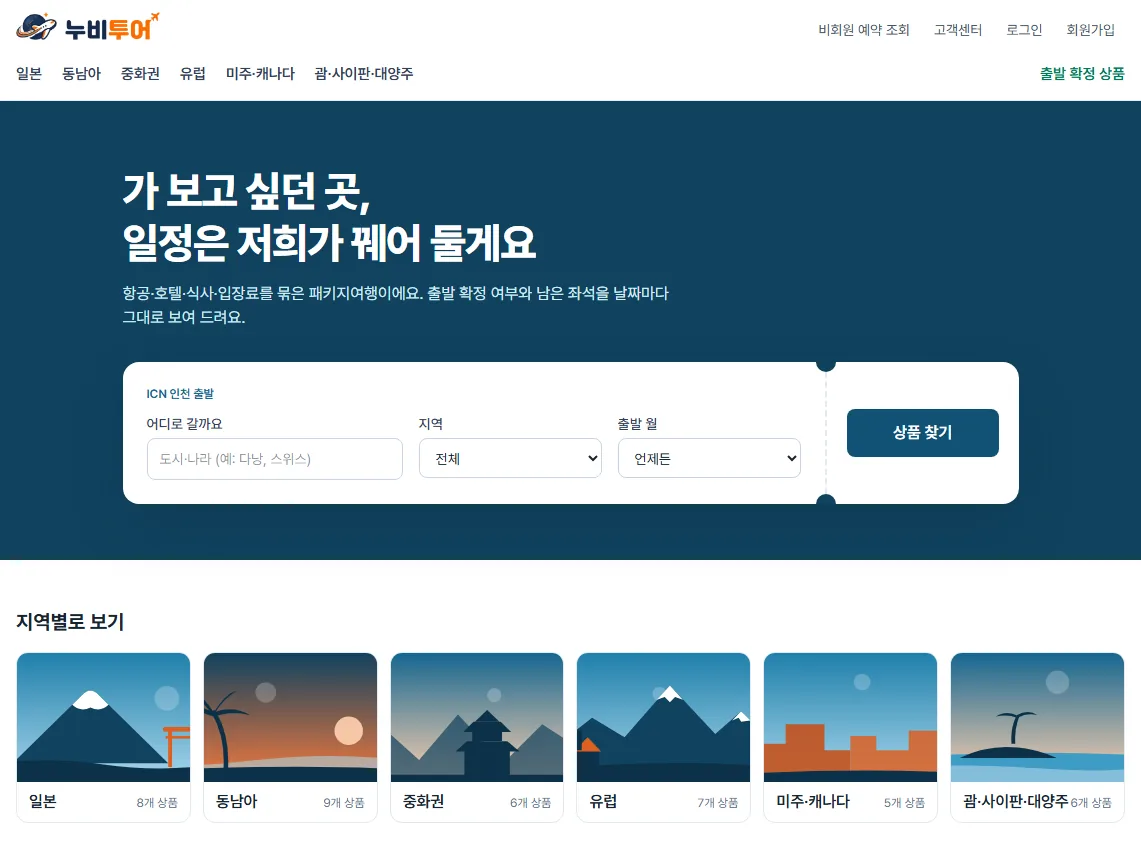 누비투어
비회원 예약 조회 고객센터 로그인 회원가입
일본 동남아 중화권 유럽 미주·캐나다 괌·사이판·대양주 출발 확정 상품
가 보고 싶던 곳,
일정은 저희가 꿰어 둘게요
항공·호텔·식사·입장료를 묶은 패키지여행이에요. 출발 확정 여부와 남은 좌석을 날짜마다
그대로 보여 드려요.
ICN 인천 출발
어디로 갈까요 지역 출발 월
도시·나라 (예: 다낭, 스위스) 전체 언제든
상품 찾기
지역별로 보기
일본 8개 상품
동남아 9개 상품
중화권 6개 상품
유럽 7개 상품
미주·캐나다 5개 상품
괌·사이판·대양주 6개 상품